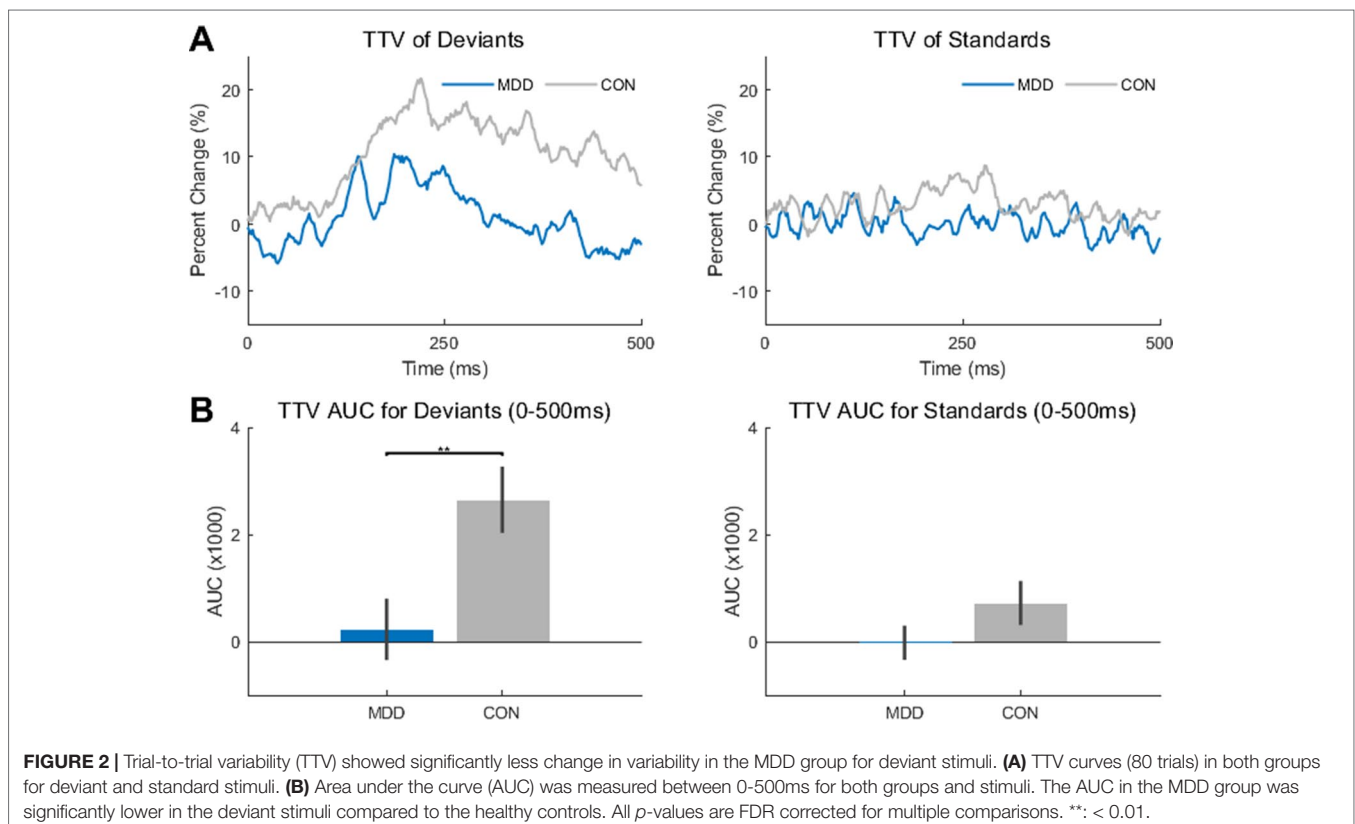 A
TTV of Deviants
MDD CON
Percent Change (%)
20
10
0
-10
0 250 500
Time (ms)
TTV of Standards
MDD CON
Percent Change (%)
20
10
0
-10
0 250 500
Time (ms)
B
TTV AUC for Deviants (0-500ms)
**
AUC (x1000)
4
2
0
MDD CON
TTV AUC for Standards (0-500ms)
AUC (x1000)
4
2
0
MDD CON
FIGURE 2 | Trial-to-trial variability (TTV) showed significantly less change in variability in the MDD group for deviant stimuli. (A) TTV curves (80 trials) in both groups
for deviant and standard stimuli. (B) Area under the curve (AUC) was measured between 0-500ms for both groups and stimuli. The AUC in the MDD group was
significantly lower in the deviant stimuli compared to the healthy controls. All p-values are FDR corrected for multiple comparisons. **: < 0.01.